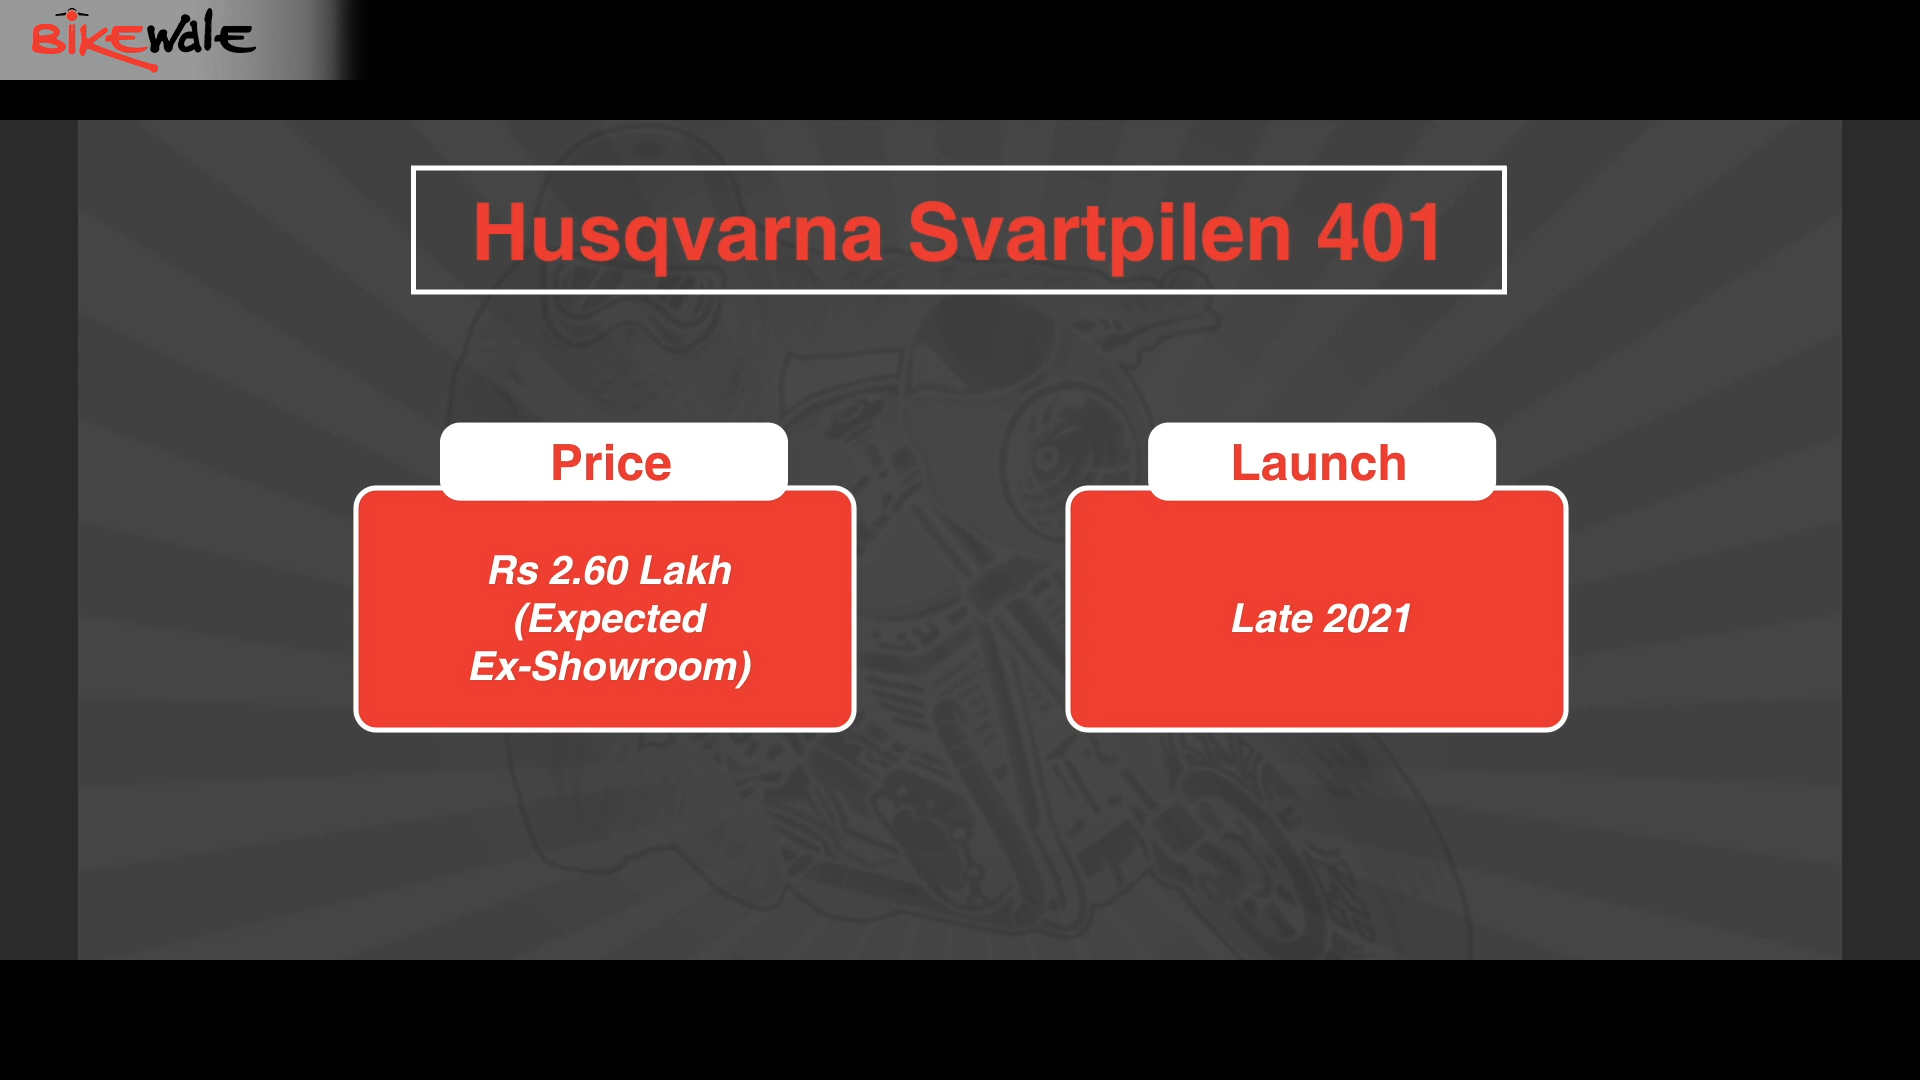 BikEwalE
Husqvarna Svartpilen 401
Price
Rs 2.60 Lakh
(Expected
Ex-Showroom)
Launch
Late 2021